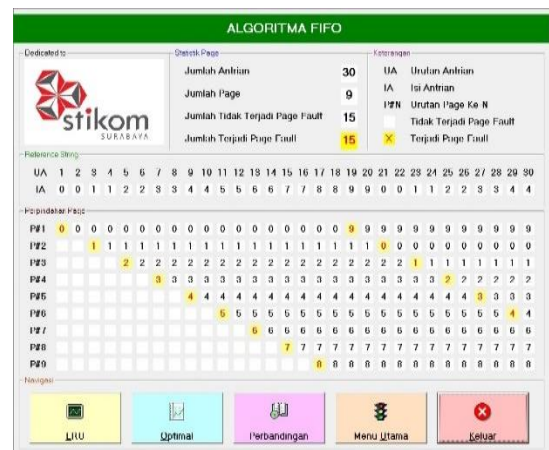 ALGORITMA FIFO
Dedicated to
Statistik Page
Keterangan
stikom
SURABAYA
Jumlah Antrian 30
Jumlah Page 9
Jumlah Tidak Terjadi Page Fault 15
Jumlah Terjadi Page Fault 15
UA Urutan Antrian
IA Isi Antrian
P#N Urutan Page Ke-N
Tidak Terjadi Page Fault
X Terjadi Page Fault
Reference String
UA 1 2 3 4 5 6 7 8 9 10 11 12 13 14 15 16 17 18 19 20 21 22 23 24 25 26 27 28 29 30
IA 0 0 1 1 2 2 3 3 4 4 5 5 6 6 7 7 8 8 9 9 0 0 1 1 2 2 3 3 4 4
Perpindahan Page
P#1 0 0 0 0 0 0 0 0 0 0 0 0 0 0 0 0 0 0 9 9 9 9 9 9 9 9 9 9 9 9
P#2 1 1 1 1 1 1 1 1 1 1 1 1 1 1 1 1 1 1 0 0 0 0 0 0 0 0 0 0
P#3 2 2 2 2 2 2 2 2 2 2 2 2 2 2 2 2 2 2 1 1 1 1 1 1 1 1
P#4 3 3 3 3 3 3 3 3 3 3 3 3 3 3 3 3 3 3 2 2 2 2 2 2
P#5 4 4 4 4 4 4 4 4 4 4 4 4 4 4 4 4 4 4 3 3 3 3
P#6 5 5 5 5 5 5 5 5 5 5 5 5 5 5 5 5 5 5 4 4
P#7 6 6 6 6 6 6 6 6 6 6 6 6 6 6 6 6 6 6
P#8 7 7 7 7 7 7 7 7 7 7 7 7 7 7 7 7
P#9 8 8 8 8 8 8 8 8 8 8 8 8 8 8
Navigasi
LRU
Optimal
Perbandingan
Menu Utama
Keluar